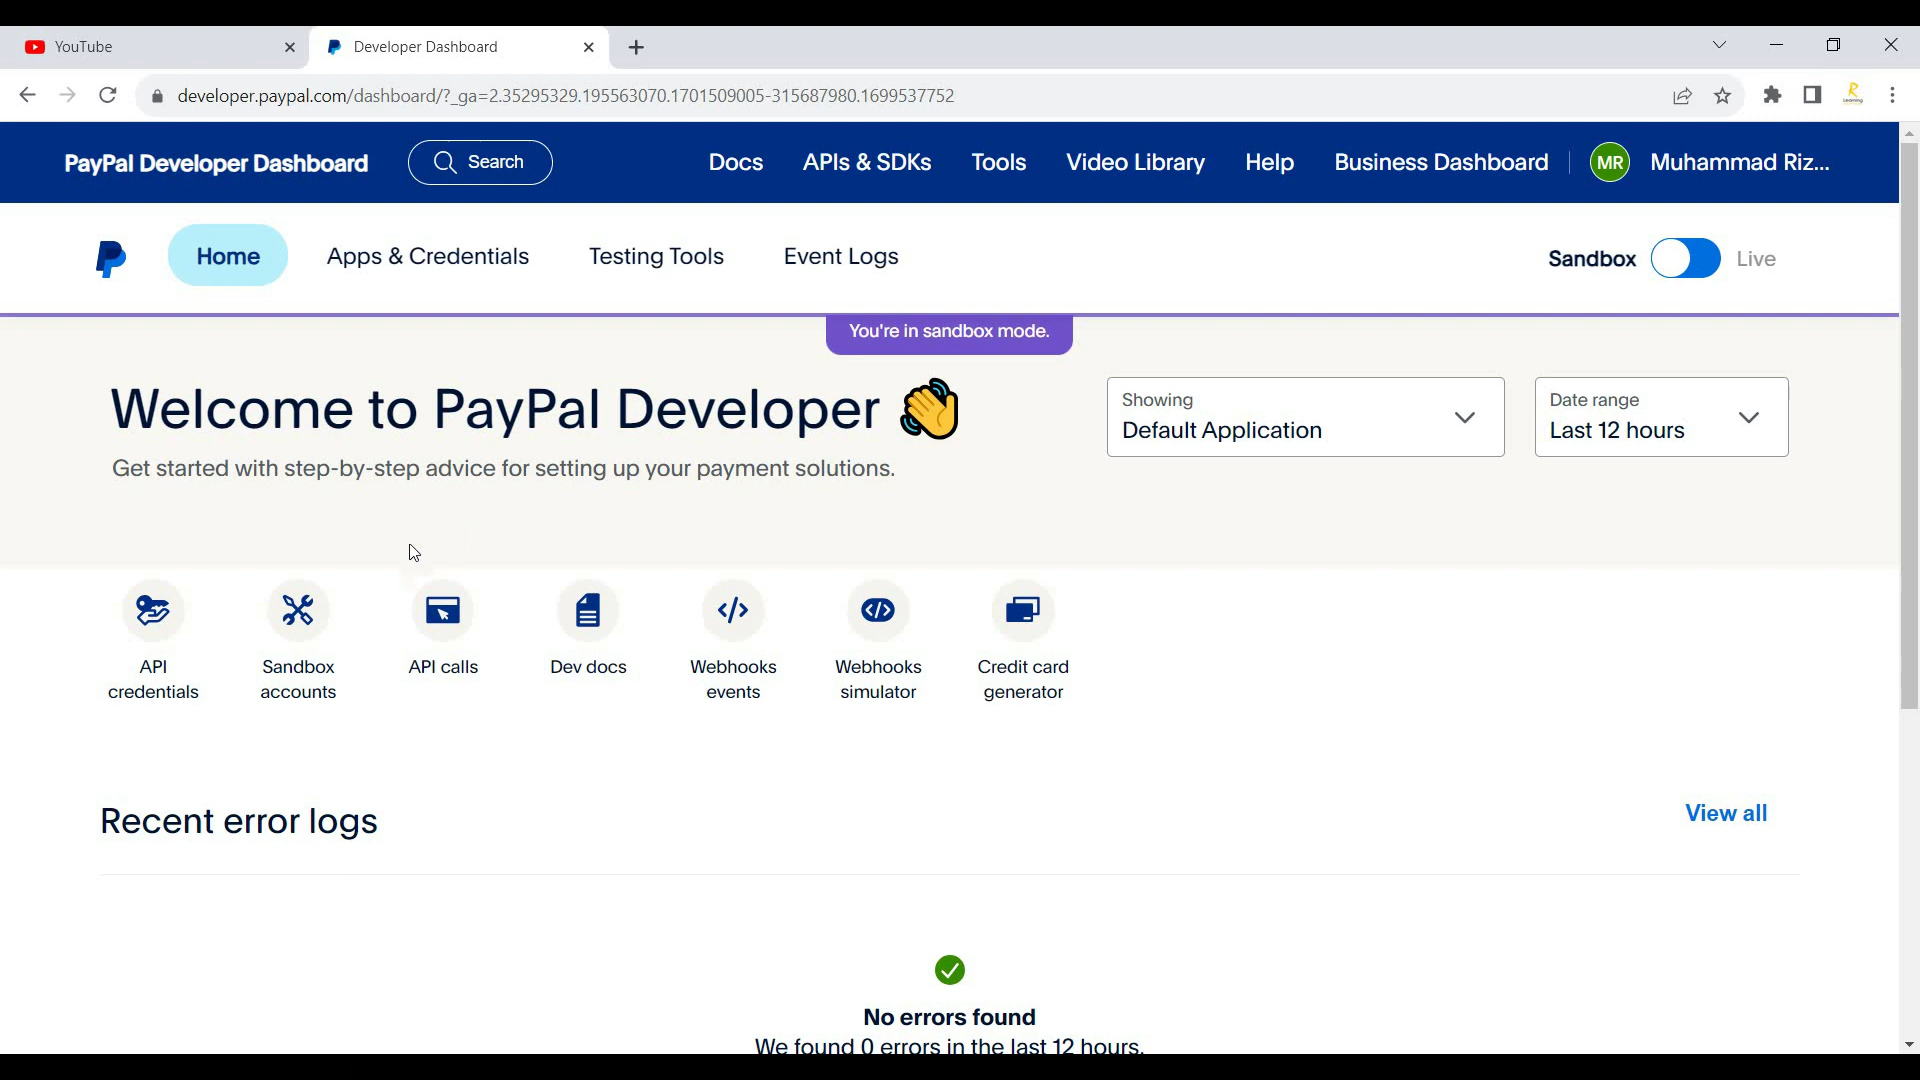 YouTube
Developer Dashboard
developer.paypal.com/dashboard/?_ga=2.35295329.195563070.1701509005-315687980.1699537752
R
Learning
PayPal Developer Dashboard
Search
Docs
APIs & SDKs
Tools
Video Library
Help
Business Dashboard
MR
Muhammad Riz...
Home
Apps & Credentials
Testing Tools
Event Logs
Sandbox
Live
You're in sandbox mode.
Welcome to PayPal Developer 👋
Get started with step-by-step advice for setting up your payment solutions.
Showing
Default Application
Date range
Last 12 hours
API
credentials
Sandbox
accounts
API calls
Dev docs
Webhooks
events
Webhooks
simulator
Credit card
generator
Recent error logs
View all
No errors found
We found 0 errors in the last 12 hours.